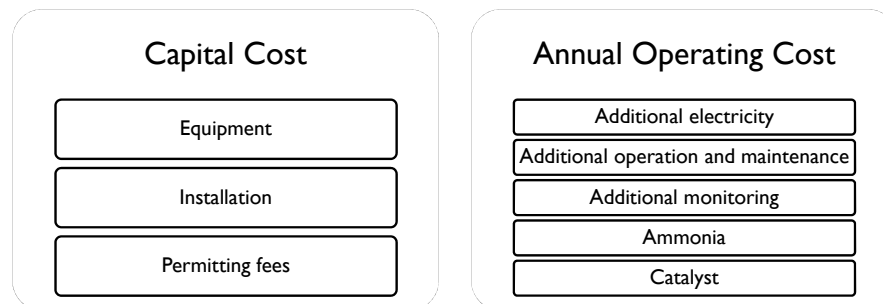 Capital Cost
Equipment
Installation
Permitting fees
Annual Operating Cost
Additional electricity
Additional operation and maintenance
Additional monitoring
Ammonia
Catalyst